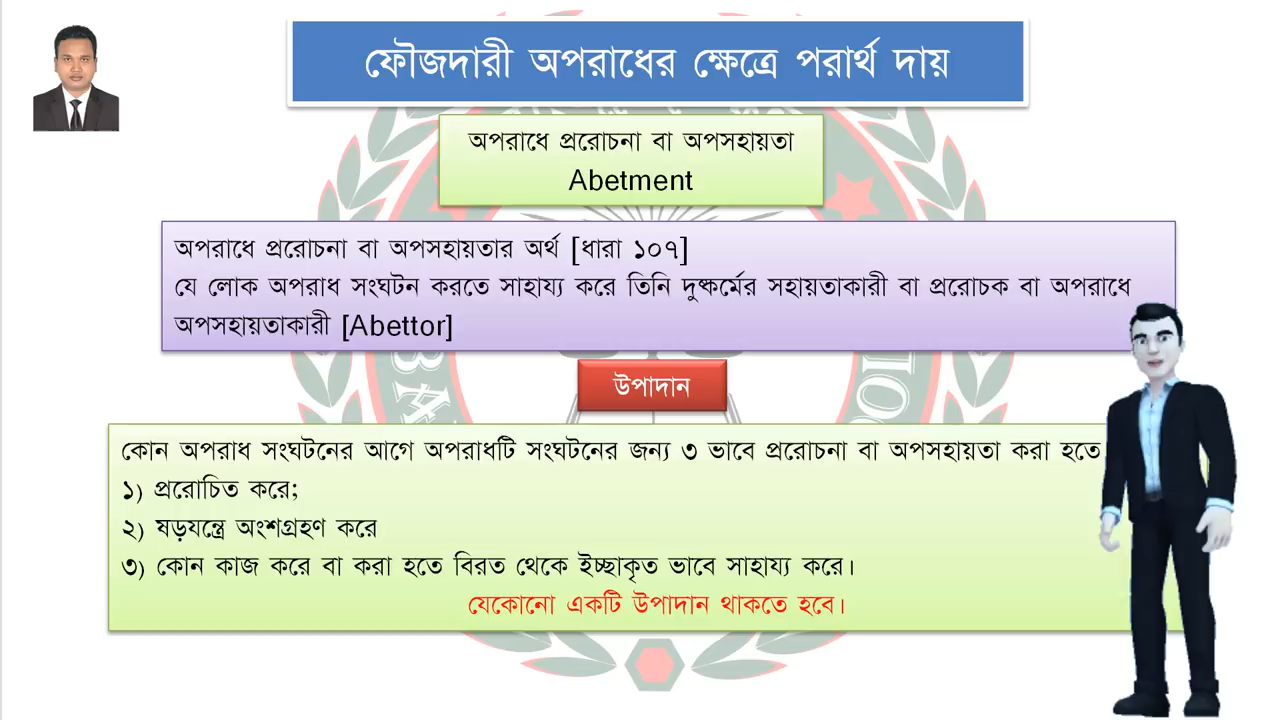 ফৌজদারী অপরাধের ক্ষেত্রে পরার্থ দায়
অপরাধে প্ররোচনা বা অপসহায়তা
Abetment
অপরাধে প্ররোচনা বা অপসহায়তার অর্থ [ধারা ১০৭]
যে লোক অপরাধ সংঘটন করতে সাহায্য করে তিনি দুষ্কর্মের সহায়তাকারী বা প্ররোচক বা অপরাধে
অপসহায়তাকারী [Abettor]
উপাদান
কোন অপরাধ সংঘটনের আগে অপরাধটি সংঘটনের জন্য ৩ ভাবে প্ররোচনা বা অপসহায়তা করা হতে
১) প্ররোচিত করে;
২) ষড়যন্ত্রে অংশগ্রহণ করে
৩) কোন কাজ করে বা করা হতে বিরত থেকে ইচ্ছাকৃত ভাবে সাহায্য করে।
যেকোনো একটি উপাদান থাকতে হবে।